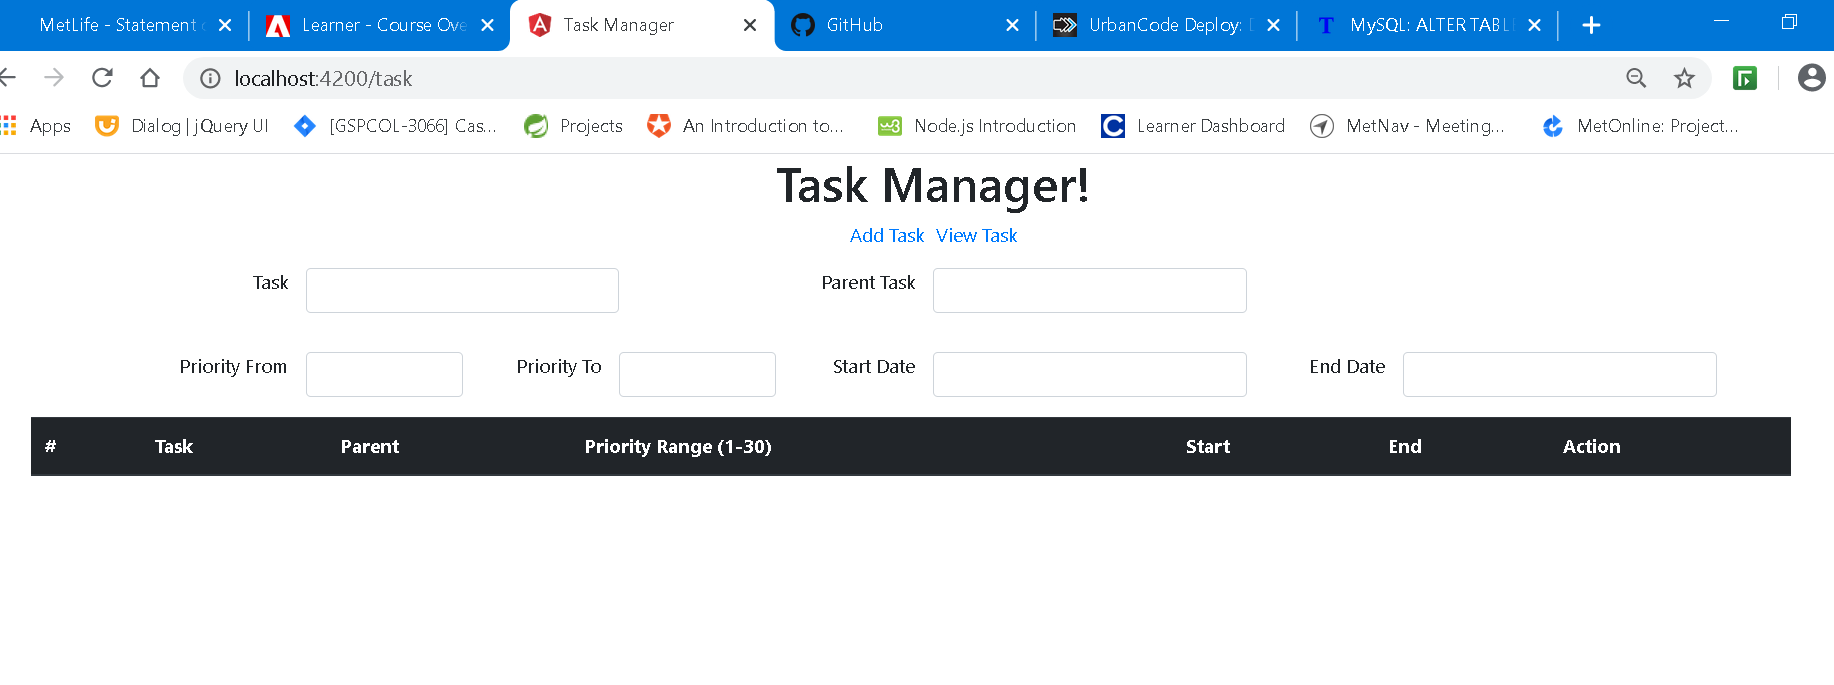 MetLife - Statement Learner - Course Ove Task Manager GitHub UrbanCode Deploy: MySQL: ALTER TABL
localhost:4200/task
Apps Dialog | jQuery UI [GSPCOL-3066] Cas... Projects An Introduction to... Node.js Introduction Learner Dashboard MetNav - Meeting... MetOnline: Project...
Task Manager!
Add Task View Task
Task Parent Task
Priority From Priority To Start Date End Date
# Task Parent Priority Range (1-30) Start End Action